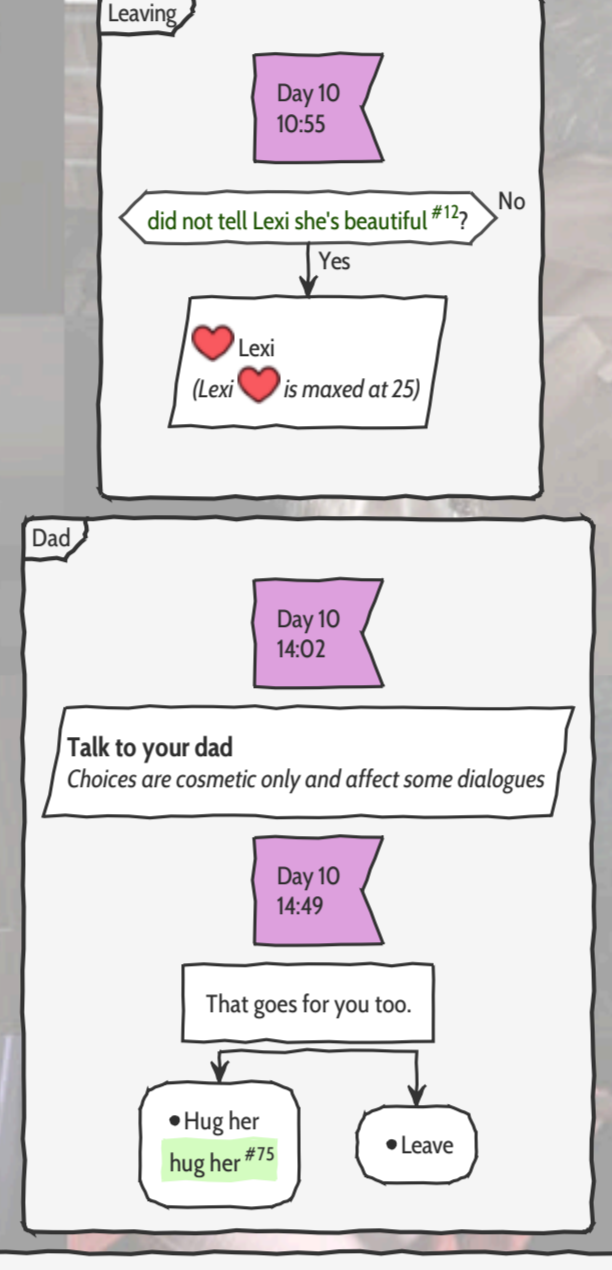 Leaving
Day 10
10:55
did not tell Lexi she's beautiful #12?
No
Yes
Lexi
(Lexi ❤ is maxed at 25)
Dad
Day 10
14:02
Talk to your dad
Choices are cosmetic only and affect some dialogues
Day 10
14:49
That goes for you too.
•Hug her
hug her #75
•Leave